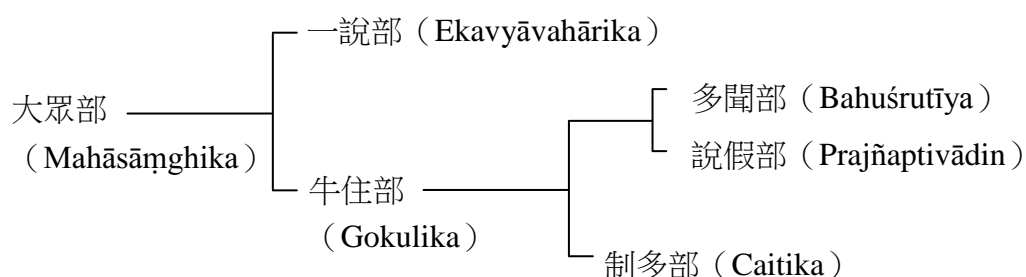 一說部（Ekavyāvahārika）
大眾部
（Mahāsāṃghika）
多聞部（Bahuśrutīya）
說假部（Prajñaptivādin）
牛住部
（Gokulika）
制多部（Caitika）